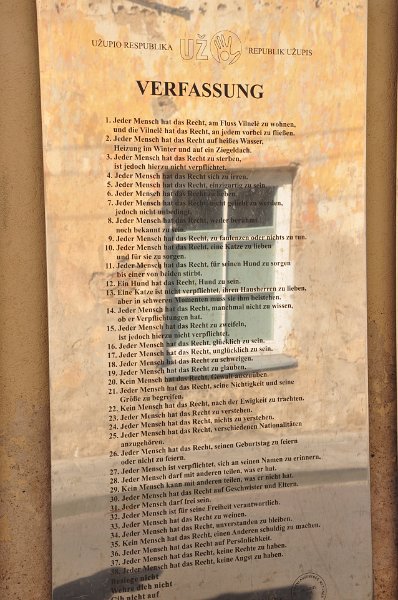 UŽUPIO RESPUBLIKA UŽ REPUBLIK UŽUPIS
VERFASSUNG
1. Jeder Mensch hat das Recht, am Fluss Vilnelė zu wohnen,
und die Vilnelė hat das Recht, an jedem vorbei zu fließen.
2. Jeder Mensch hat das Recht auf heißes Wasser,
Heizung im Winter und auf ein Ziegeldach.
3. Jeder Mensch hat das Recht zu sterben,
ist jedoch hierzu nicht verpflichtet.
4. Jeder Mensch hat das Recht sich zu irren.
5. Jeder Mensch hat das Recht, einzigartig zu sein.
6. Jeder Mensch hat das Recht zu lieben.
7. Jeder Mensch hat das Recht, nicht geliebt zu werden,
jedoch nicht unbedingt.
8. Jeder Mensch hat das Recht, weder berühmt
noch bekannt zu sein.
9. Jeder Mensch hat das Recht, zu faulenzen oder nichts zu tun.
10. Jeder Mensch hat das Recht, eine Katze zu lieben
und für sie zu sorgen.
11. Jeder Mensch hat das Recht, für seinen Hund zu sorgen
bis einer von beiden stirbt.
12. Ein Hund hat das Recht, Hund zu sein.
13. Eine Katze ist nicht verpflichtet, ihren Hausherren zu lieben,
aber in schweren Momenten muss sie ihm beistehen.
14. Jeder Mensch hat das Recht, manchmal nicht zu wissen,
ob er Verpflichtungen hat.
15. Jeder Mensch hat das Recht zu zweifeln,
ist jedoch hierzu nicht verpflichtet.
16. Jeder Mensch hat das Recht, glücklich zu sein.
17. Jeder Mensch hat das Recht, unglücklich zu sein.
18. Jeder Mensch hat das Recht zu schweigen.
19. Jeder Mensch hat das Recht zu glauben.
20. Kein Mensch hat das Recht, Gewalt auszuüben.
21. Jeder Mensch hat das Recht, seine Nichtigkeit und seine
Größe zu begreifen.
22. Kein Mensch hat das Recht, nach der Ewigkeit zu trachten.
23. Jeder Mensch hat das Recht zu verstehen.
24. Jeder Mensch hat das Recht, nichts zu verstehen.
25. Jeder Mensch hat das Recht, verschiedenen Nationalitäten
anzugehören.
26. Jeder Mensch hat das Recht, seinen Geburtstag zu feiern
oder nicht zu feiern.
27. Jeder Mensch ist verpflichtet, sich an seinen Namen zu erinnern.
28. Jeder Mensch darf mit anderen teilen, was er hat.
29. Kein Mensch kann mit anderen teilen, was er nicht hat.
30. Jeder Mensch hat das Recht auf Geschwister und Eltern.
31. Jeder Mensch darf frei sein.
32. Jeder Mensch ist für seine Freiheit verantwortlich.
33. Jeder Mensch hat das Recht zu weinen.
34. Jeder Mensch hat das Recht, unverstanden zu bleiben.
35. Kein Mensch hat das Recht, einen Anderen schuldig zu machen.
36. Jeder Mensch hat das Recht auf Persönlichkeit.
37. Jeder Mensch hat das Recht, keine Rechte zu haben.
38. Jeder Mensch hat das Recht, keine Angst zu haben.
Besiege nicht
Wehre dich nicht
Gib nicht auf